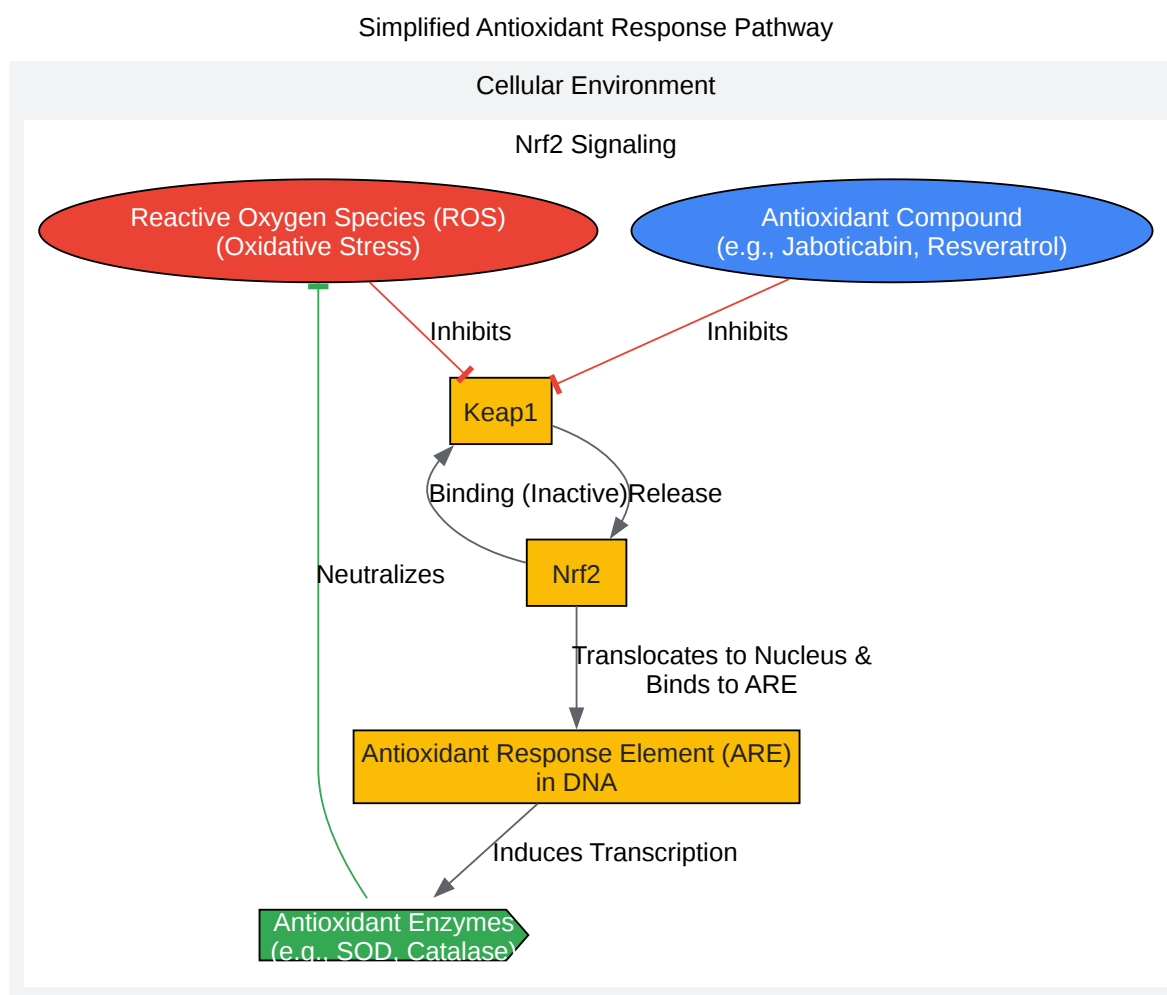 Simplified Antioxidant Response Pathway
Cellular Environment
Nrf2 Signaling
Reactive Oxygen Species (ROS)
(Oxidative Stress)
Antioxidant Compound
(e.g., Jaboticabin, Resveratrol)
Inhibits
Inhibits
Keap1
Binding (Inactive)
Release
Nrf2
Neutralizes
Translocates to Nucleus &
Binds to ARE
Antioxidant Response Element (ARE)
in DNA
Induces Transcription
Antioxidant Enzymes
(e.g., SOD, Catalase)